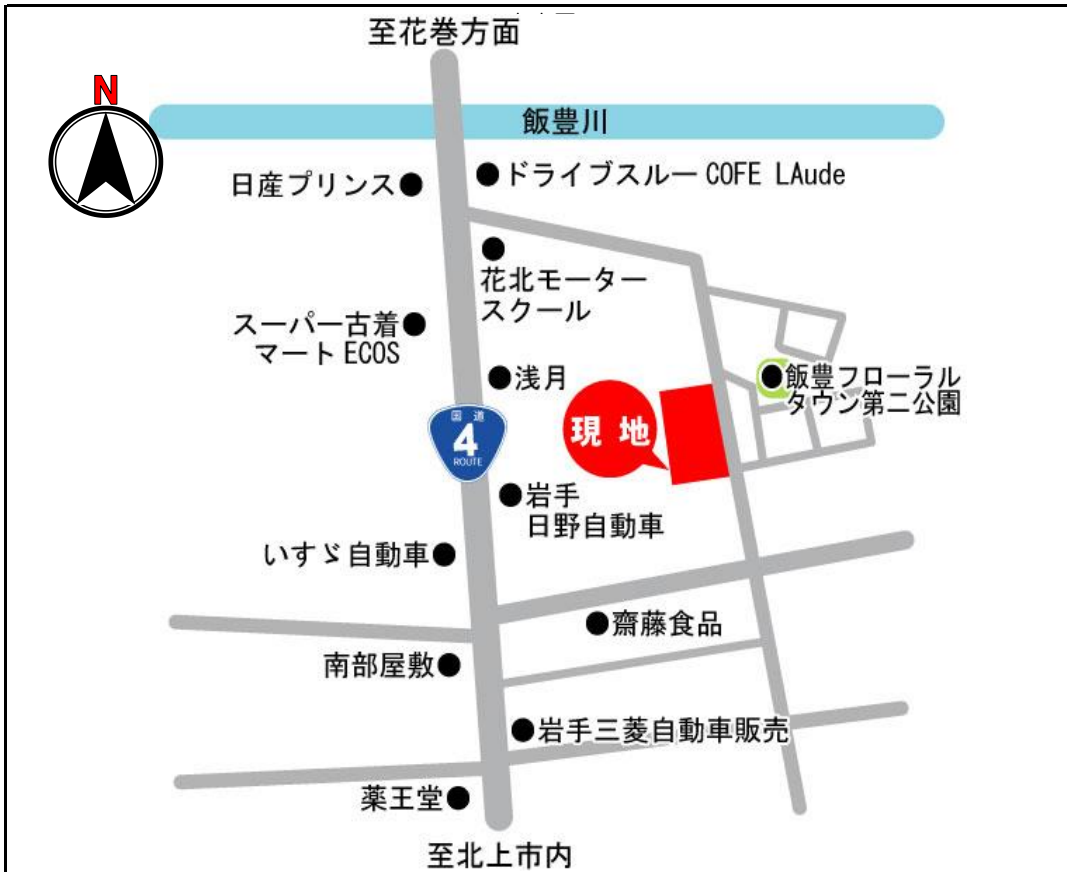 至花巻方面
N
飯豊川
日産プリンス
ドライブスルー COFE LAude
花北モーター
スクール
スーパー古着
マート ECOS
浅月
飯豊フローラル
タウン第二公園
現 地
国道
4
ROUTE
岩手
日野自動車
いすゞ自動車
齋藤食品
南部屋敷
岩手三菱自動車販売
薬王堂
至北上市内